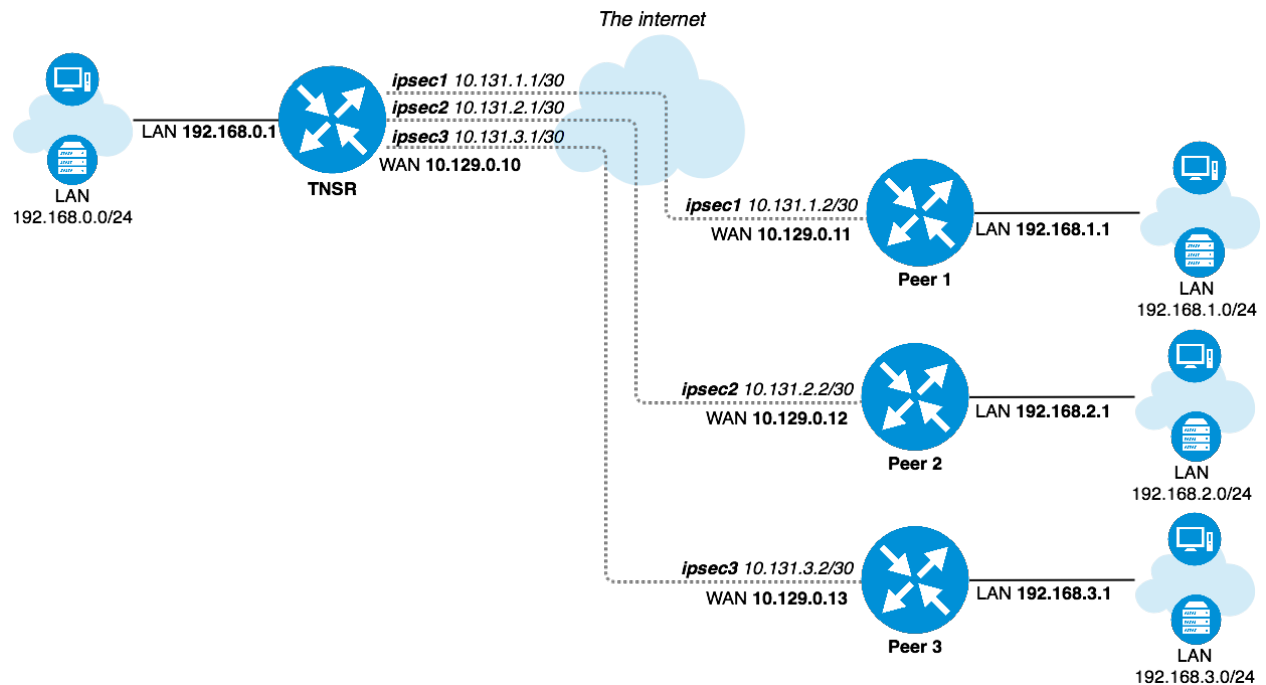 The internet
ipsec1 10.131.1.1/30
ipsec2 10.131.2.1/30
LAN 192.168.0.1
ipsec3 10.131.3.1/30
WAN 10.129.0.10
TNSR
LAN
192.168.0.0/24
ipsec1 10.131.1.2/30
WAN 10.129.0.11
LAN 192.168.1.1
Peer 1
LAN
192.168.1.0/24
ipsec2 10.131.2.2/30
WAN 10.129.0.12
LAN 192.168.2.1
Peer 2
LAN
192.168.2.0/24
ipsec3 10.131.3.2/30
WAN 10.129.0.13
LAN 192.168.3.1
Peer 3
LAN
192.168.3.0/24